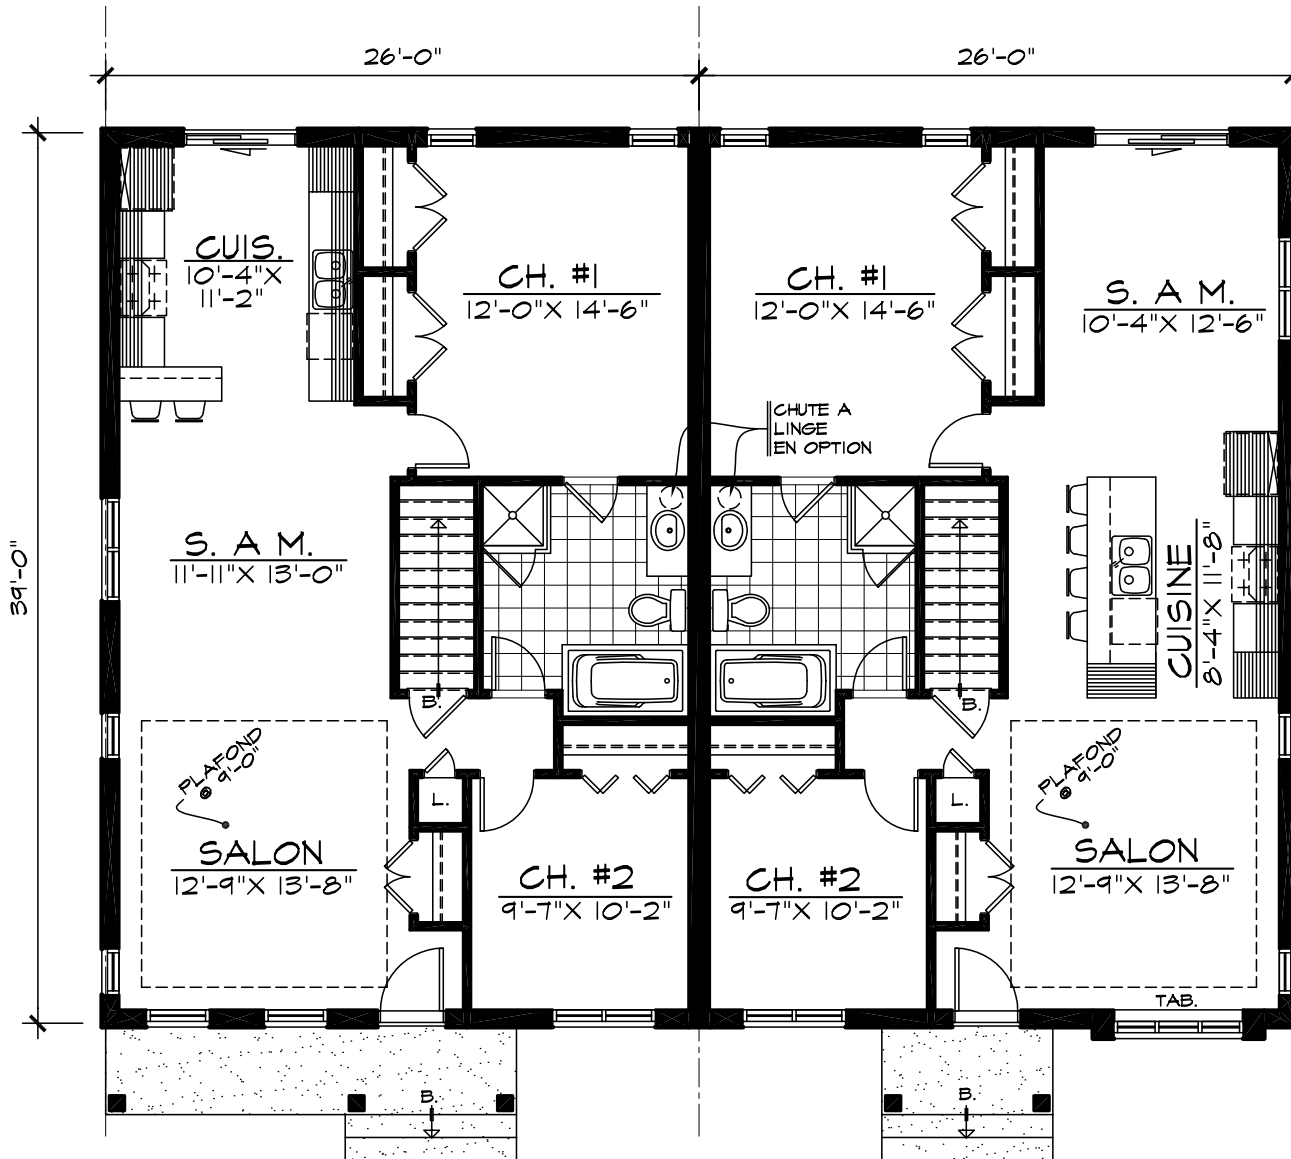 26'-0"
26'-0"
39'-0"
CUIS.
10'-4"X
11'-2"
CH. #1
12'-0"X 14'-6"
CH. #1
12'-0"X 14'-6"
S. A M.
10'-4"X 12'-6"
CHUTE A
LINGE
EN OPTION
S. A M.
11'-11"X 13'-0"
CUISINE
8'-4"X 11'-8"
B.
B.
PLAFOND
@ 9'-0"
PLAFOND
@ 9'-0"
L.
L.
SALON
12'-9"X 13'-8"
CH. #2
9'-7"X 10'-2"
CH. #2
9'-7"X 10'-2"
SALON
12'-9"X 13'-8"
TAB.
B.
B.